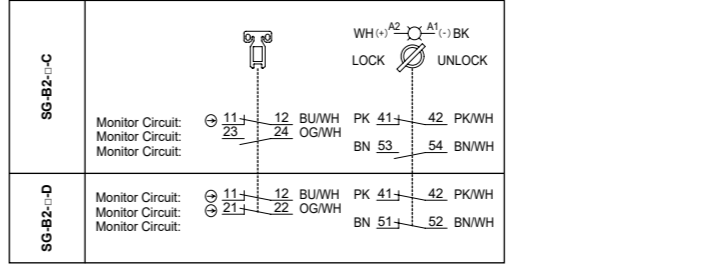 SG-B2-□-C
WH (+) A2 A1 (-) BK
LOCK UNLOCK
Monitor Circuit: 11 12 BU/WH PK 41 42 PK/WH
Monitor Circuit: 23 24 OG/WH
Monitor Circuit: BN 53 54 BN/WH
SG-B2-□-D
Monitor Circuit: 11 12 BU/WH PK 41 42 PK/WH
Monitor Circuit: 21 22 OG/WH
Monitor Circuit: BN 51 52 BN/WH